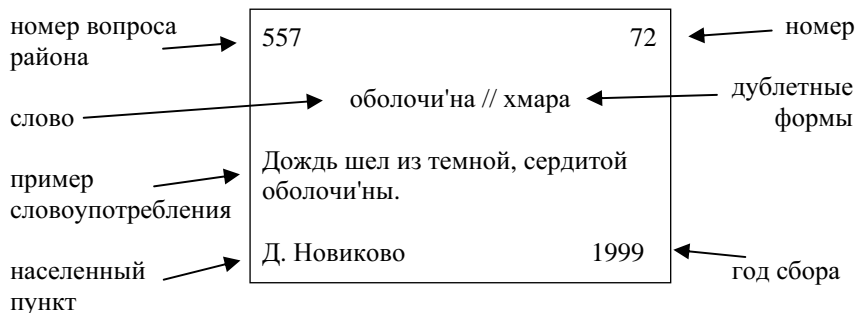 номер вопроса
района
слово
пример
словоупотребления
населенный
пункт
557 72
оболочи'на // хмара
Дождь шел из темной, сердитой
оболочи'ны.
Д. Новиково 1999
номер
дублетные
формы
год сбора